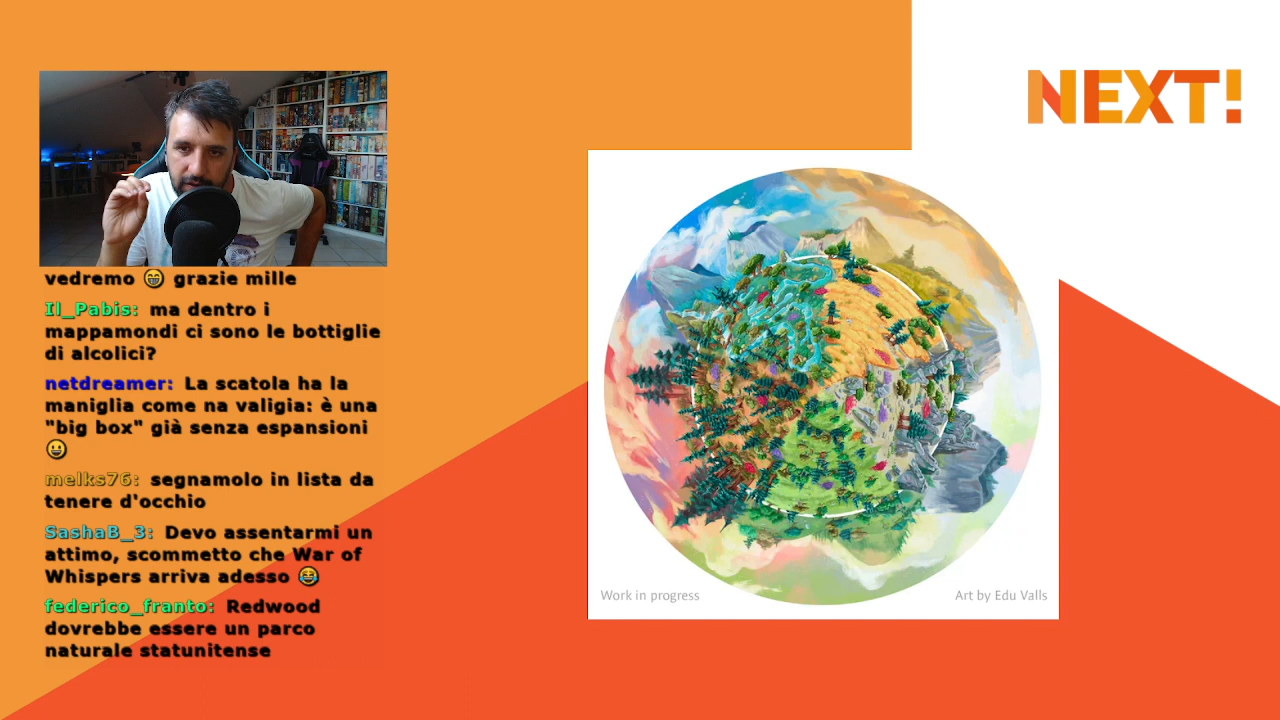 NEXT!
vedremo 😁 grazie mille
Il_Pabis: ma dentro i
mappamondi ci sono le bottiglie
di alcolici?
netdreamer: La scatola ha la
maniglia come na valigia: è una
"big box" già senza espansioni
😀
melks76: segnamolo in lista da
tenere d'occhio
SashaB_3: Devo assentarmi un
attimo, scommetto che War of
Whispers arriva adesso 😂
federico_franto: Redwood
dovrebbe essere un parco
naturale statunitense
Work in progress
Art by Edu Valls